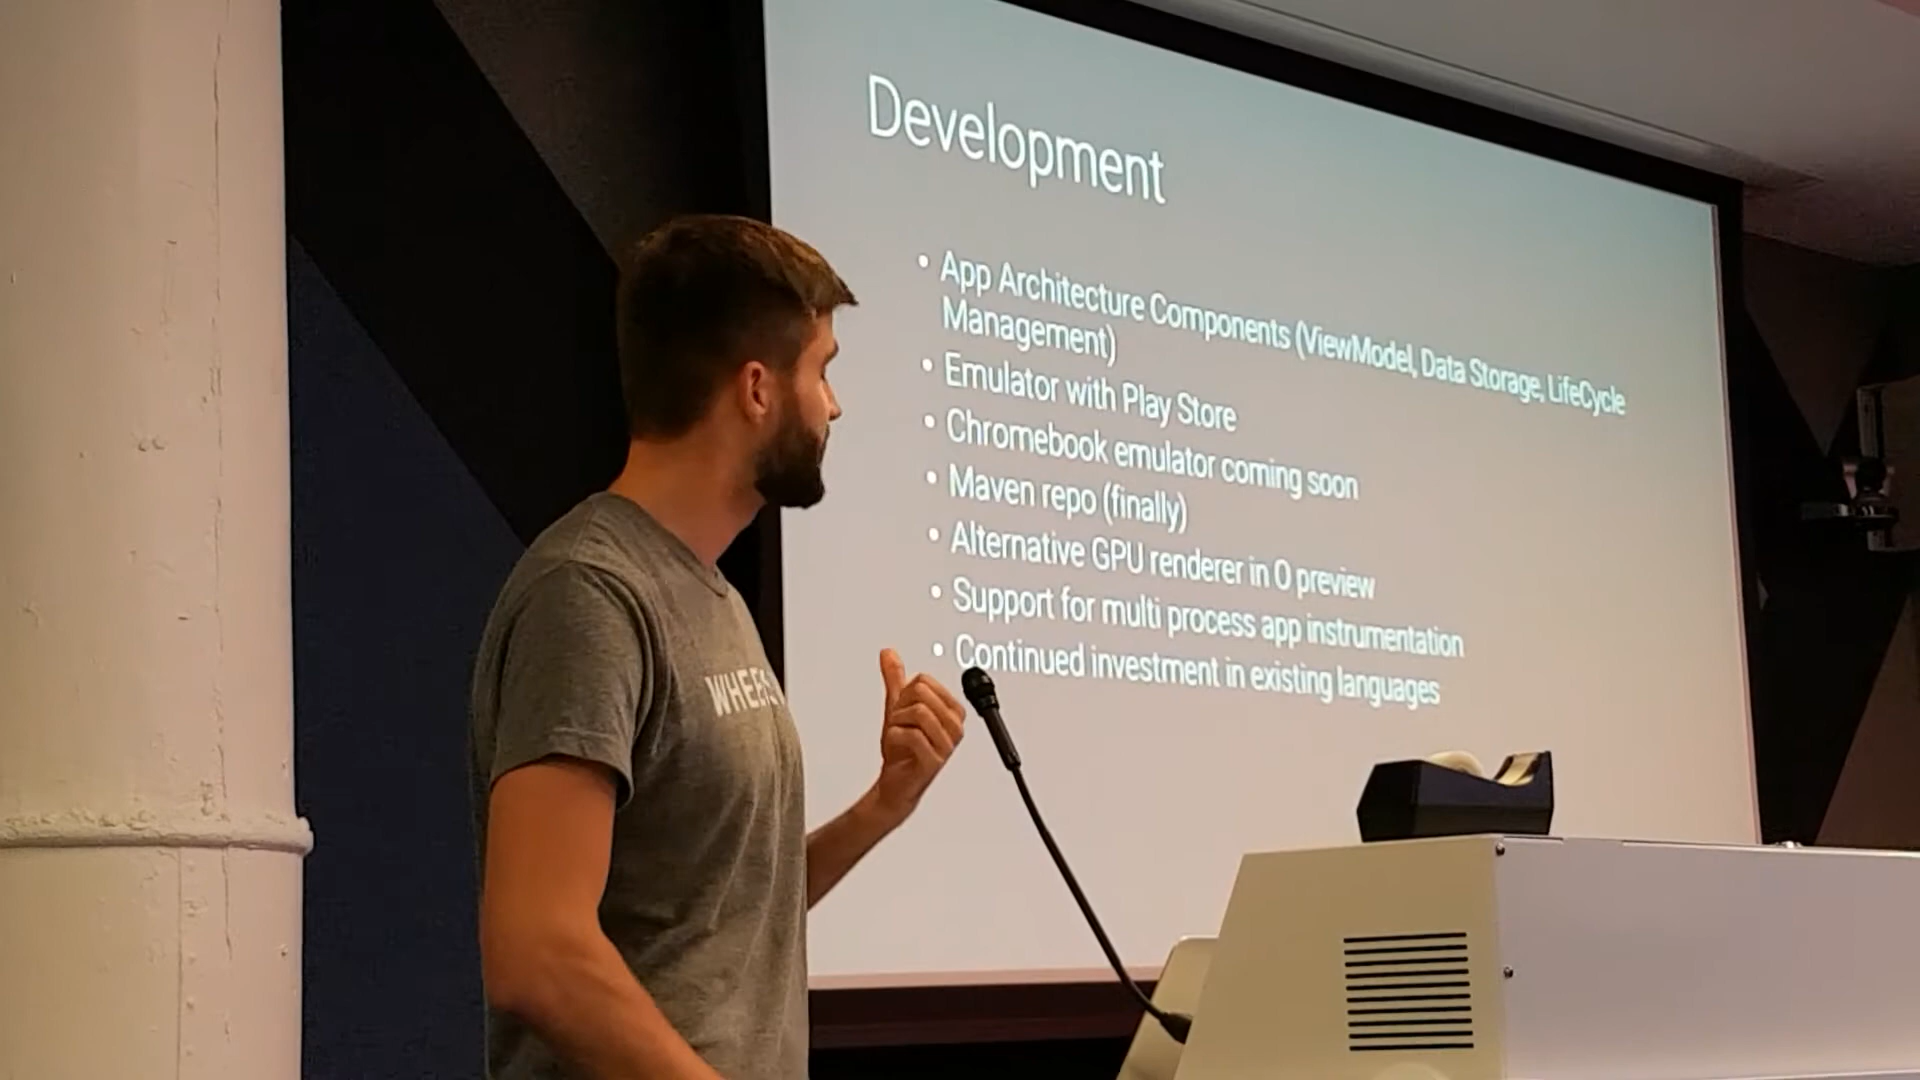 Development
• App Architecture Components (ViewModel, Data Storage, LifeCycle
Management)
• Emulator with Play Store
• Chromebook emulator coming soon
• Maven repo (finally)
• Alternative GPU renderer in O preview
• Support for multi process app instrumentation
• Continued investment in existing languages